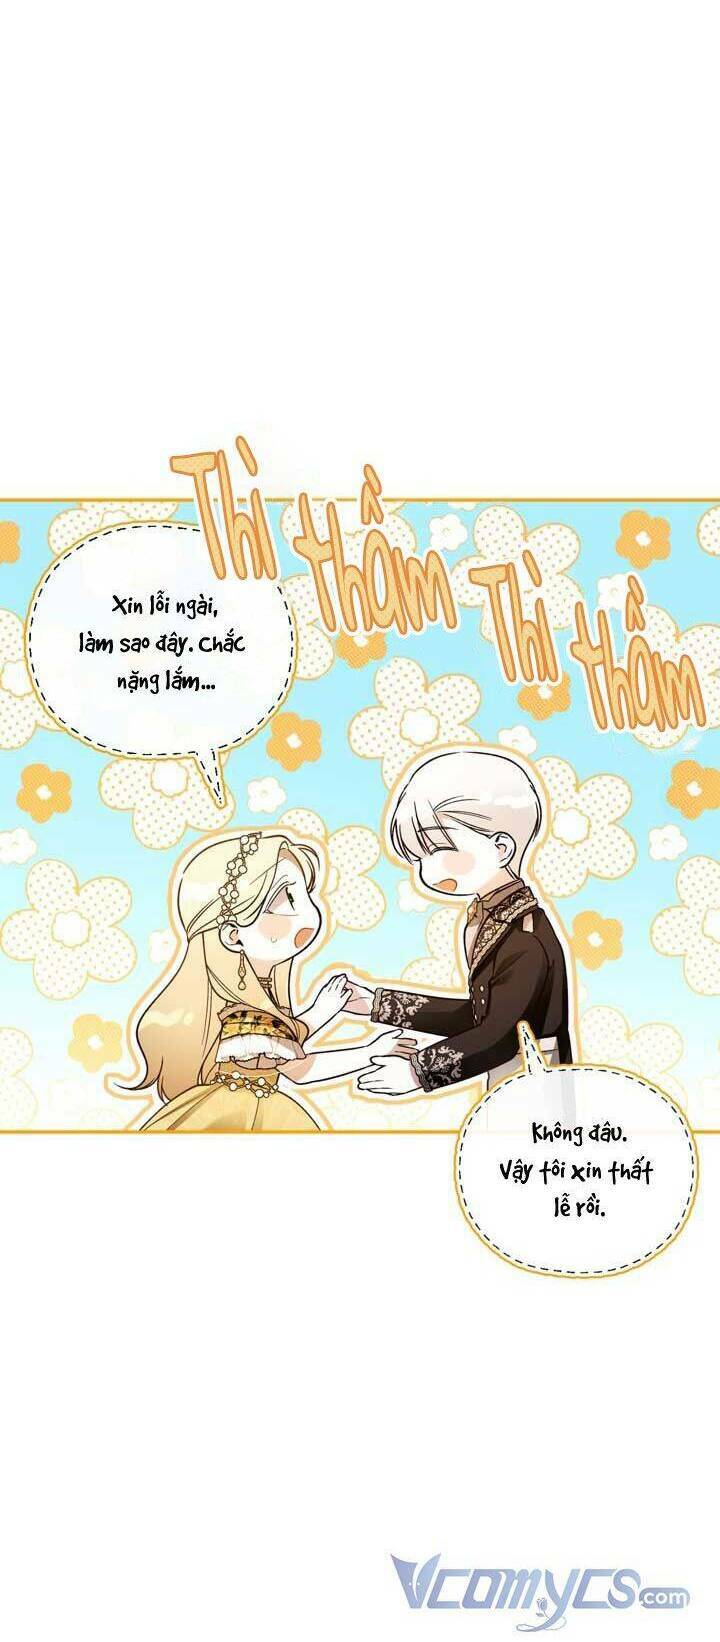 Thì thầm Thì thầm
Xin lỗi ngài,
làm sao đây. Chắc
nặng lắm...
Không đâu.
Vậy tôi xin thất
lễ rồi.
Vcomycs.com